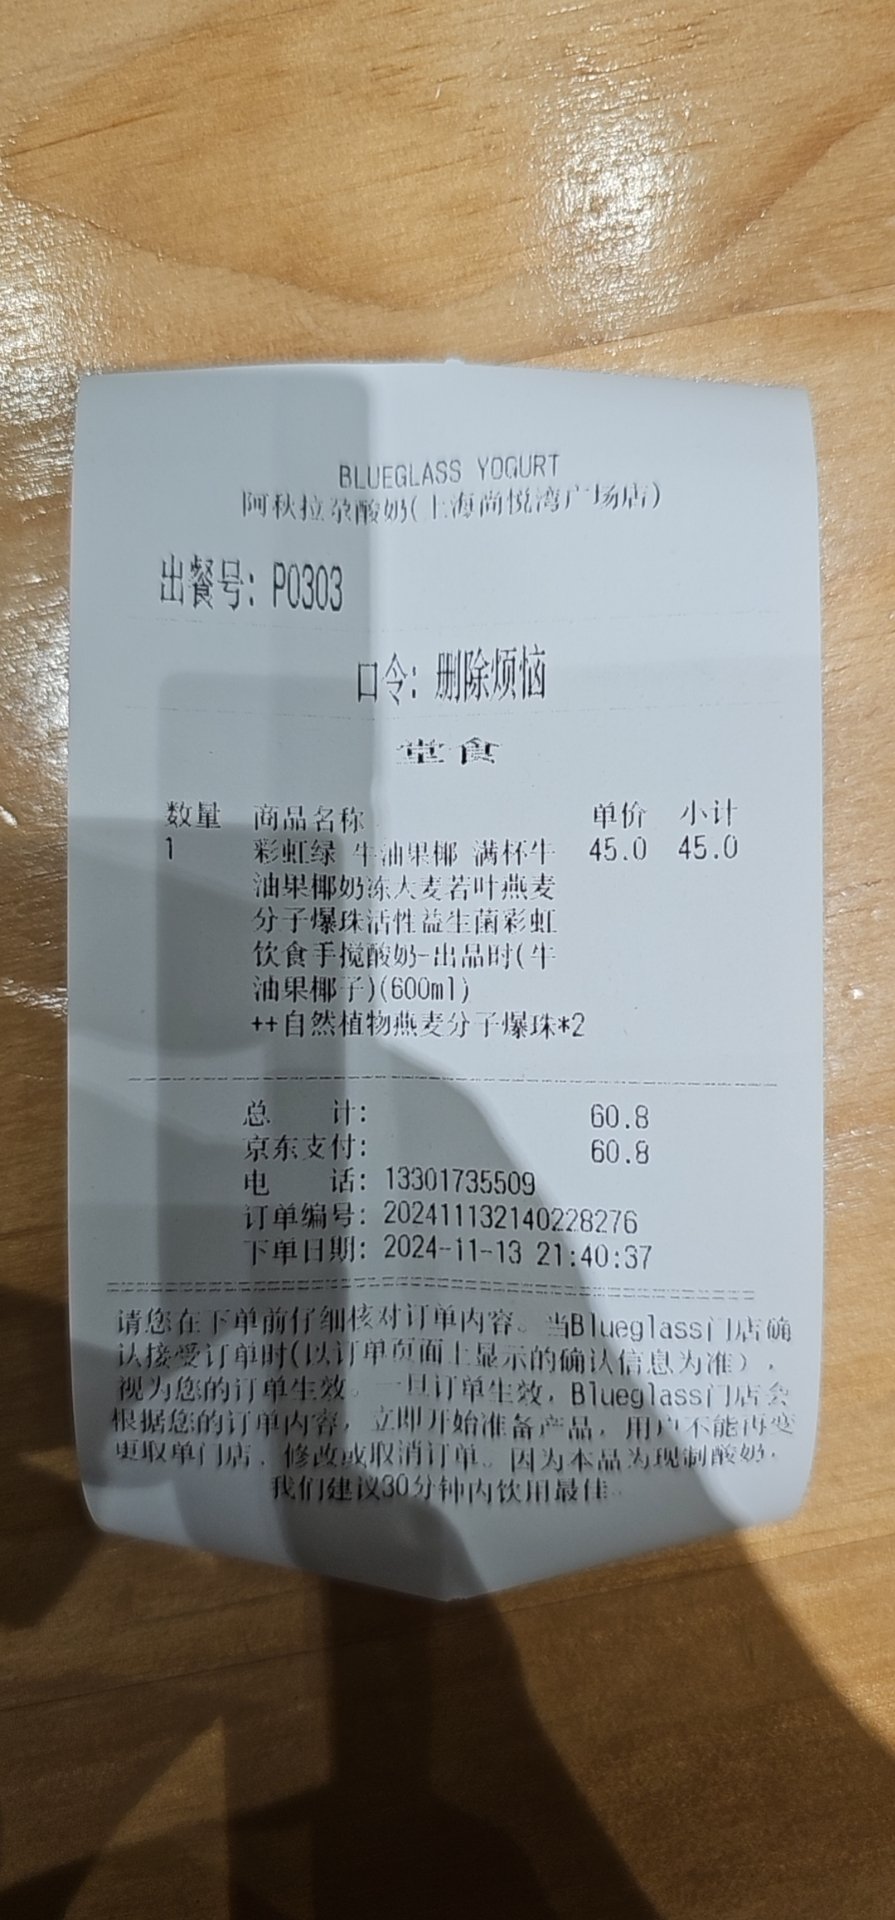 BLUEGLASS YOGURT
阿秋拉尕酸奶(上海尚悦湾广场店)
出餐号: P0303
口令: 删除烦恼
堂食
数量 商品名称 单价 小计
1 彩虹绿 牛油果椰 满杯牛 45.0 45.0
油果椰奶冻大麦若叶燕麦
分子爆珠活性益生菌彩虹
饮食手搅酸奶-出品时(牛
油果椰子)(600ml)
++自然植物燕麦分子爆珠*2
总 计: 60.8
京东支付: 60.8
电 话: 13301735509
订单编号: 202411132140228276
下单日期: 2024-11-13 21:40:37
请您在下单前仔细核对订单内容。当Blueglass门店确
认接受订单时(以订单页面上显示的确认信息为准),
视为您的订单生效。一旦订单生效, Blueglass门店会
根据您的订单内容, 立即开始准备产品, 用户不能再变
更取单门店、修改或取消订单。因为本品为现制酸奶,
我们建议30分钟内饮用最佳。